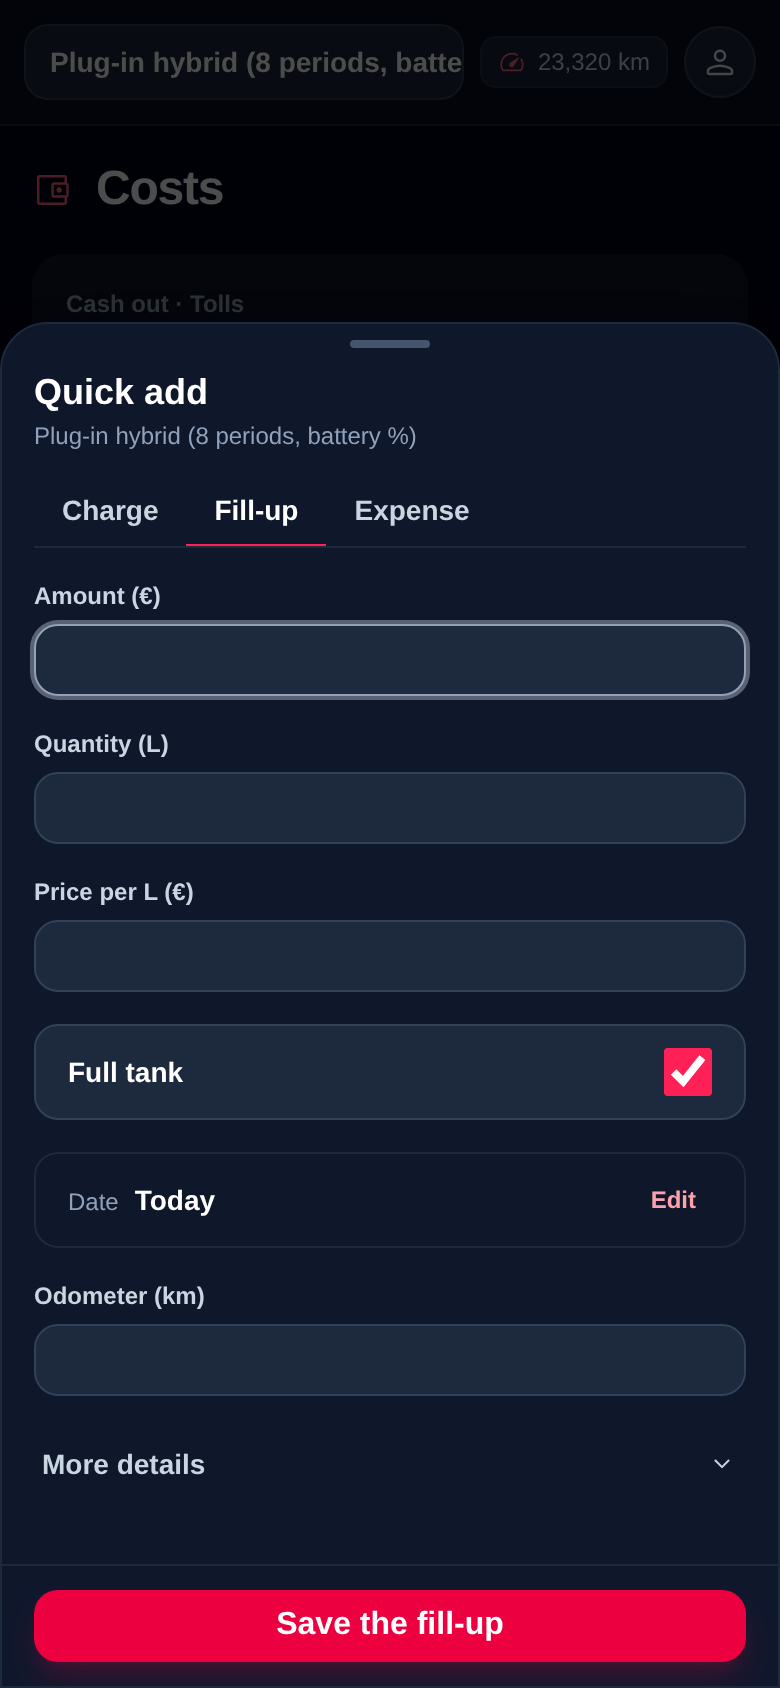 Plug-in hybrid (8 periods, batte
23,320 km
Costs
Cash out · Tolls
Quick add
Plug-in hybrid (8 periods, battery %)
Charge Fill-up Expense
Amount (€)
Quantity (L)
Price per L (€)
Full tank
Date Today Edit
Odometer (km)
More details
Save the fill-up